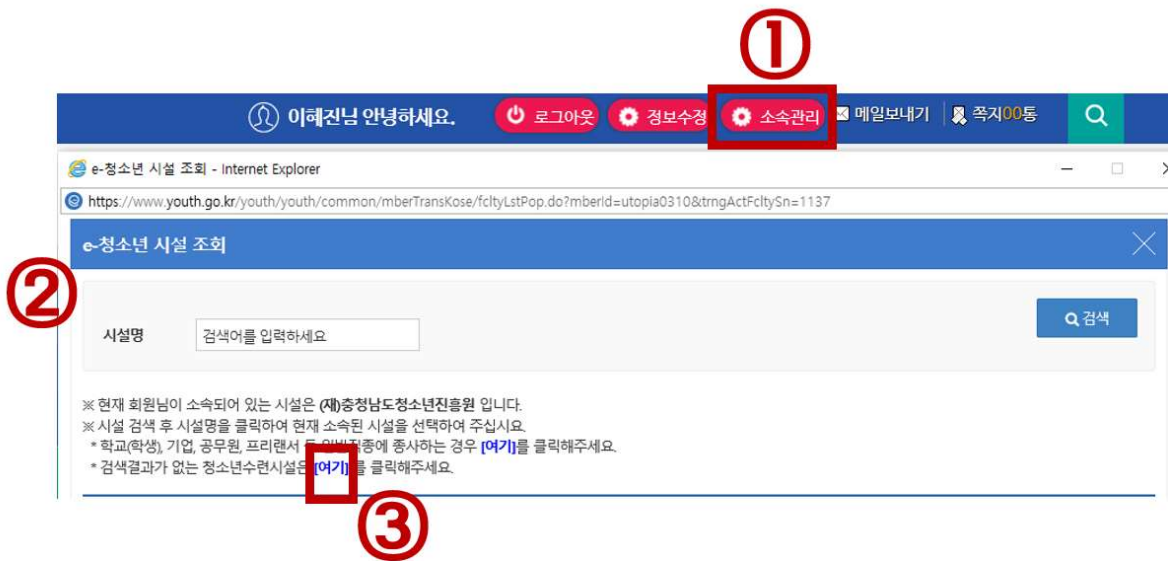 ①
이혜진님 안녕하세요. 로그아웃 정보수정 소속관리 메일보내기 쪽지00통
e-청소년 시설 조회 - Internet Explorer
https://www.youth.go.kr/youth/youth/common/mberTransKose/fcltyLstPop.do?mberId=utopia0310&trngActFcltySn=1137
e-청소년 시설 조회
②
시설명 검색어를 입력하세요 검색
※ 현재 회원님이 소속되어 있는 시설은 (재)충청남도청소년진흥원 입니다.
※ 시설 검색 후 시설명을 클릭하여 현재 소속된 시설을 선택하여 주십시요.
* 학교(학생), 기업, 공무원, 프리랜서 등 일반직종에 종사하는 경우 [여기]를 클릭해주세요.
* 검색결과가 없는 청소년수련시설은 [여기]를 클릭해주세요.
③